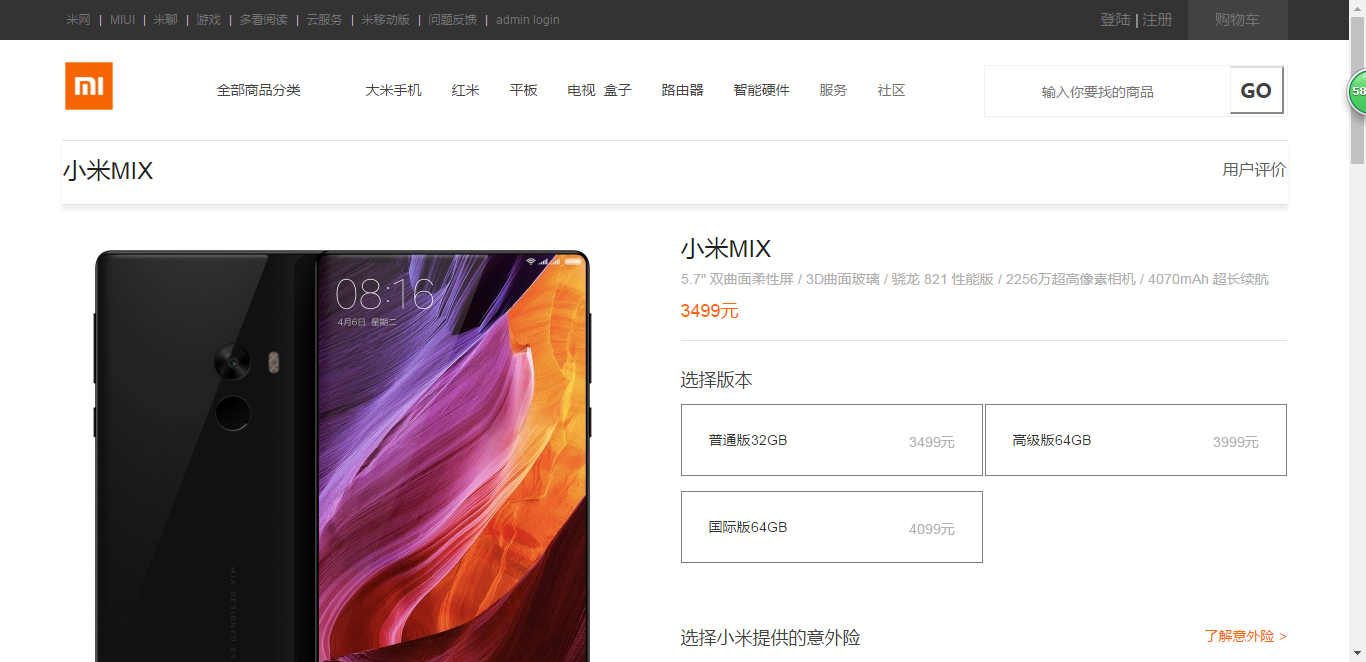 米网 | MIUI | 米聊 | 游戏 | 多看阅读 | 云服务 | 米移动版 | 问题反馈 | admin login 登陆 | 注册 购物车
全部商品分类 大米手机 红米 平板 电视 盒子 路由器 智能硬件 服务 社区 输入你要找的商品 GO
58
小米MIX 用户评价
小米MIX
5.7" 双曲面柔性屏 / 3D曲面玻璃 / 骁龙 821 性能版 / 2256万超高像素相机 / 4070mAh 超长续航
3499元
08:16
4月6日 星期二
选择版本
普通版32GB 3499元 高级版64GB 3999元
国际版64GB 4099元
MIX DESIGNED BY
选择小米提供的意外险 了解意外险 >